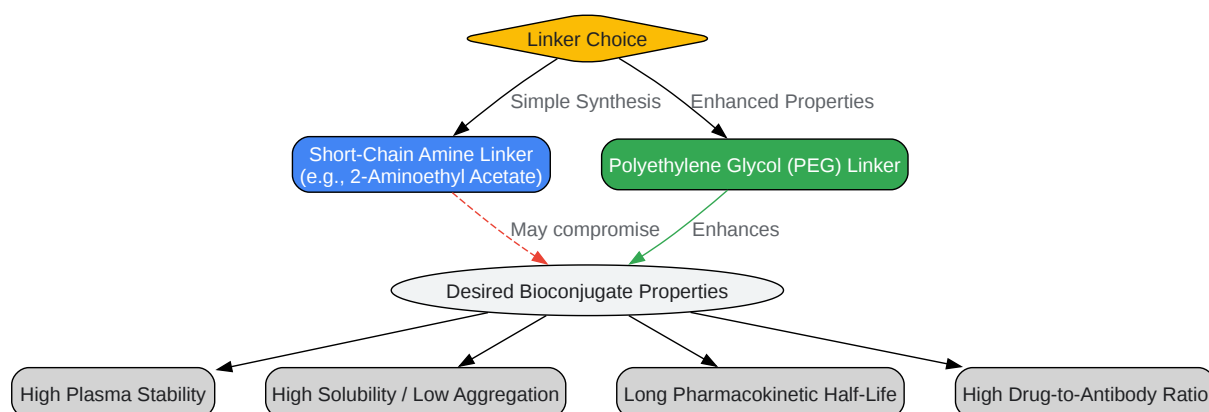 Linker Choice
Simple Synthesis
Enhanced Properties
Short-Chain Amine Linker
(e.g., 2-Aminoethyl Acetate)
Polyethylene Glycol (PEG) Linker
May compromise
Enhances
Desired Bioconjugate Properties
High Plasma Stability
High Solubility / Low Aggregation
Long Pharmacokinetic Half-Life
High Drug-to-Antibody Ratio